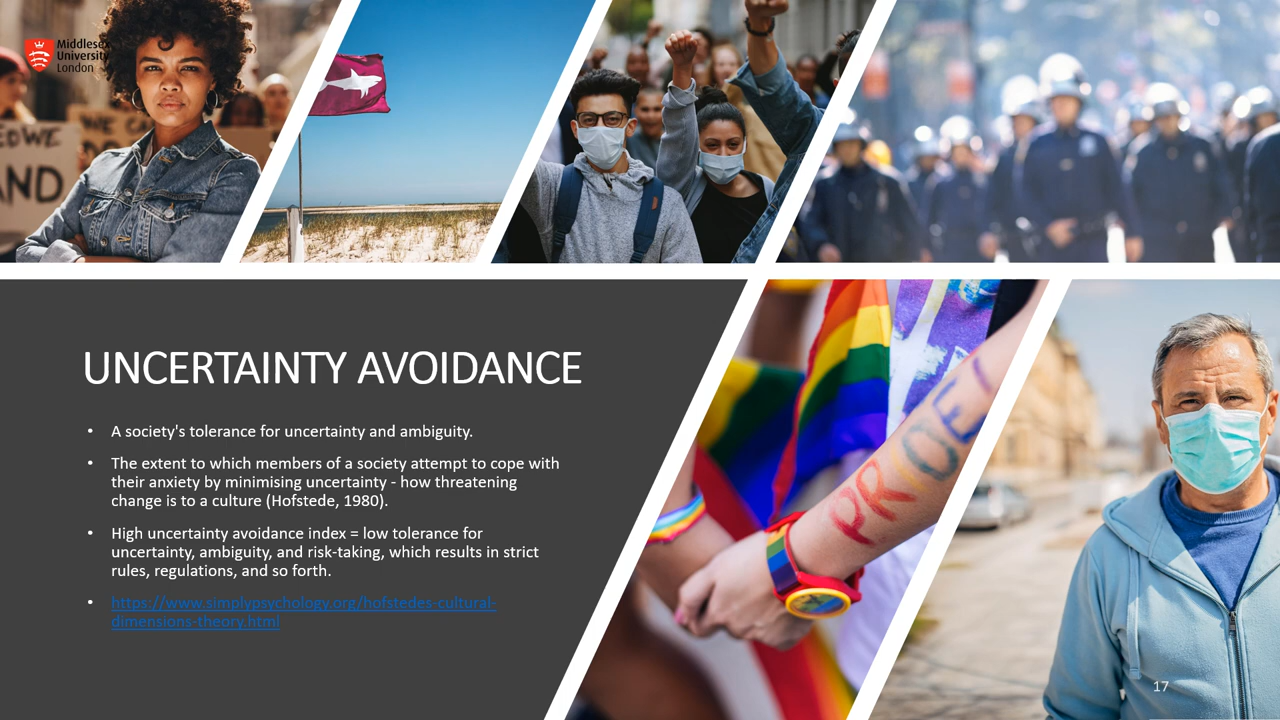 Middlesex
University
London
EDWE
AND
WE CA
UNCERTAINTY AVOIDANCE
• A society's tolerance for uncertainty and ambiguity.
• The extent to which members of a society attempt to cope with
their anxiety by minimising uncertainty - how threatening
change is to a culture (Hofstede, 1980).
• High uncertainty avoidance index = low tolerance for
uncertainty, ambiguity, and risk-taking, which results in strict
rules, regulations, and so forth.
• https://www.simplypsychology.org/hofstedes-cultural-
dimensions-theory.html
PRIDE
17